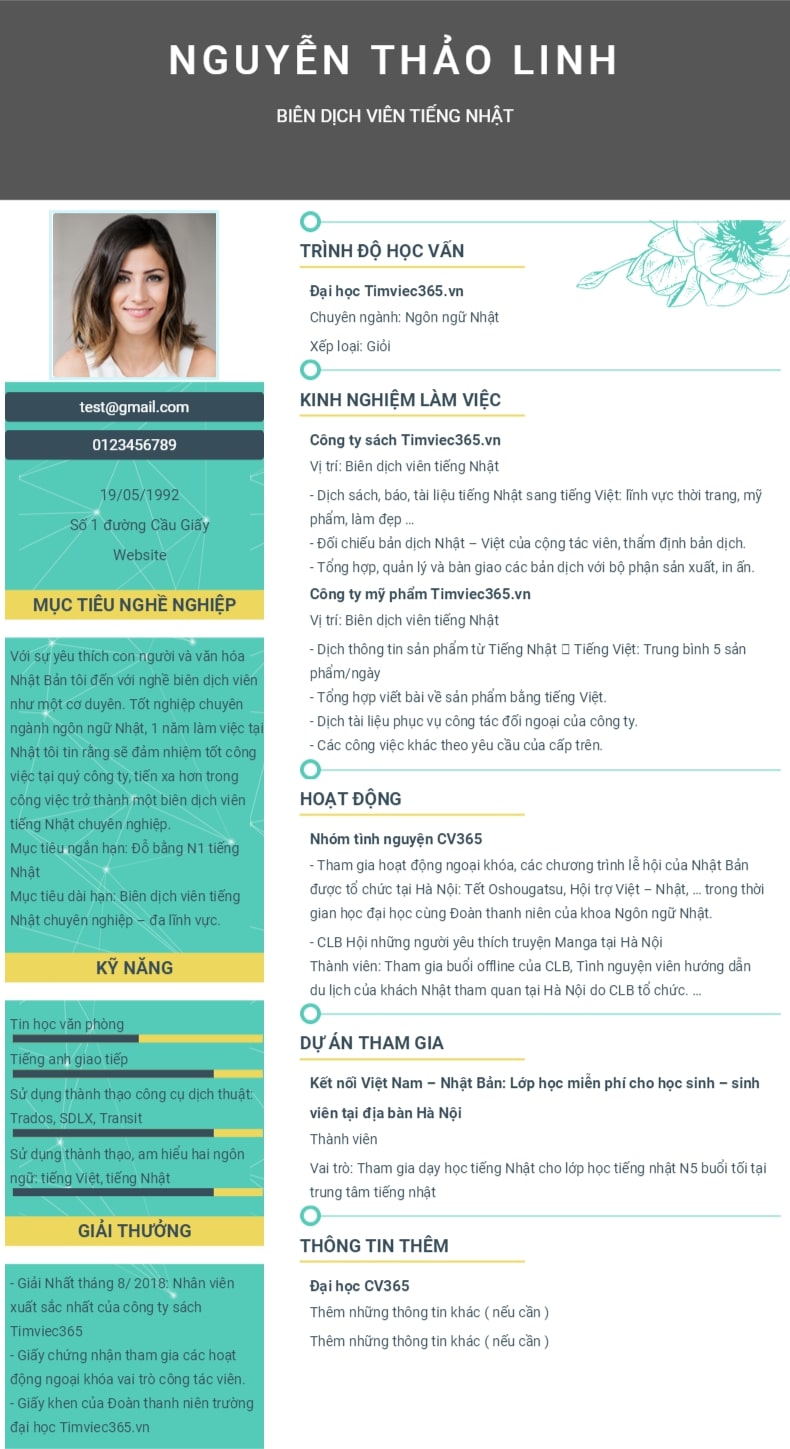 NGUYỄN THẢO LINH
BIÊN DỊCH VIÊN TIẾNG NHẬT
test@gmail.com
0123456789
19/05/1992
Số 1 đường Cầu Giấy
Website
MỤC TIÊU NGHỀ NGHIỆP
Với sự yêu thích con người và văn hóa
Nhật Bản tôi đến với nghề biên dịch viên
như một cơ duyên. Tốt nghiệp chuyên
ngành ngôn ngữ Nhật, 1 năm làm việc tại
Nhật tôi tin rằng sẽ đảm nhiệm tốt công
việc tại quý công ty, tiến xa hơn trong
công việc trở thành một biên dịch viên
tiếng Nhật chuyên nghiệp.
Mục tiêu ngắn hạn: Đỗ bằng N1 tiếng
Nhật
Mục tiêu dài hạn: Biên dịch viên tiếng
Nhật chuyên nghiệp – đa lĩnh vực.
KỸ NĂNG
Tin học văn phòng
Tiếng anh giao tiếp
Sử dụng thành thạo công cụ dịch thuật:
Trados, SDLX, Transit
Sử dụng thành thạo, am hiểu hai ngôn
ngữ: tiếng Việt, tiếng Nhật
GIẢI THƯỞNG
- Giải Nhất tháng 8/ 2018: Nhân viên
xuất sắc nhất của công ty sách
Timviec365
- Giấy chứng nhận tham gia các hoạt
động ngoại khóa vai trò công tác viên.
- Giấy khen của Đoàn thanh niên trường
đại học Timviec365.vn
TRÌNH ĐỘ HỌC VẤN
Đại học Timviec365.vn
Chuyên ngành: Ngôn ngữ Nhật
Xếp loại: Giỏi
KINH NGHIỆM LÀM VIỆC
Công ty sách Timviec365.vn
Vị trí: Biên dịch viên tiếng Nhật
- Dịch sách, báo, tài liệu tiếng Nhật sang tiếng Việt: lĩnh vực thời trang, mỹ
phẩm, làm đẹp …
- Đối chiếu bản dịch Nhật – Việt của cộng tác viên, thẩm định bản dịch.
- Tổng hợp, quản lý và bàn giao các bản dịch với bộ phận sản xuất, in ấn.
Công ty mỹ phẩm Timviec365.vn
Vị trí: Biên dịch viên tiếng Nhật
- Dịch thông tin sản phẩm từ Tiếng Nhật  Tiếng Việt: Trung bình 5 sản
phẩm/ngày
- Tổng hợp viết bài về sản phẩm bằng tiếng Việt.
- Dịch tài liệu phục vụ công tác đối ngoại của công ty.
- Các công việc khác theo yêu cầu của cấp trên.
HOẠT ĐỘNG
Nhóm tình nguyện CV365
- Tham gia hoạt động ngoại khóa, các chương trình lễ hội của Nhật Bản
được tổ chức tại Hà Nội: Tết Oshougatsu, Hội trợ Việt – Nhật, … trong thời
gian học đại học cùng Đoàn thanh niên của khoa Ngôn ngữ Nhật.
- CLB Hội những người yêu thích truyện Manga tại Hà Nội
Thành viên: Tham gia buổi offline của CLB, Tình nguyện viên hướng dẫn
du lịch của khách Nhật tham quan tại Hà Nội do CLB tổ chức. …
DỰ ÁN THAM GIA
Kết nối Việt Nam – Nhật Bản: Lớp học miễn phí cho học sinh – sinh
viên tại địa bàn Hà Nội
Thành viên
Vai trò: Tham gia dạy học tiếng Nhật cho lớp học tiếng nhật N5 buổi tối tại
trung tâm tiếng nhật
THÔNG TIN THÊM
Đại học CV365
Thêm những thông tin khác ( nếu cần )
Thêm những thông tin khác ( nếu cần )